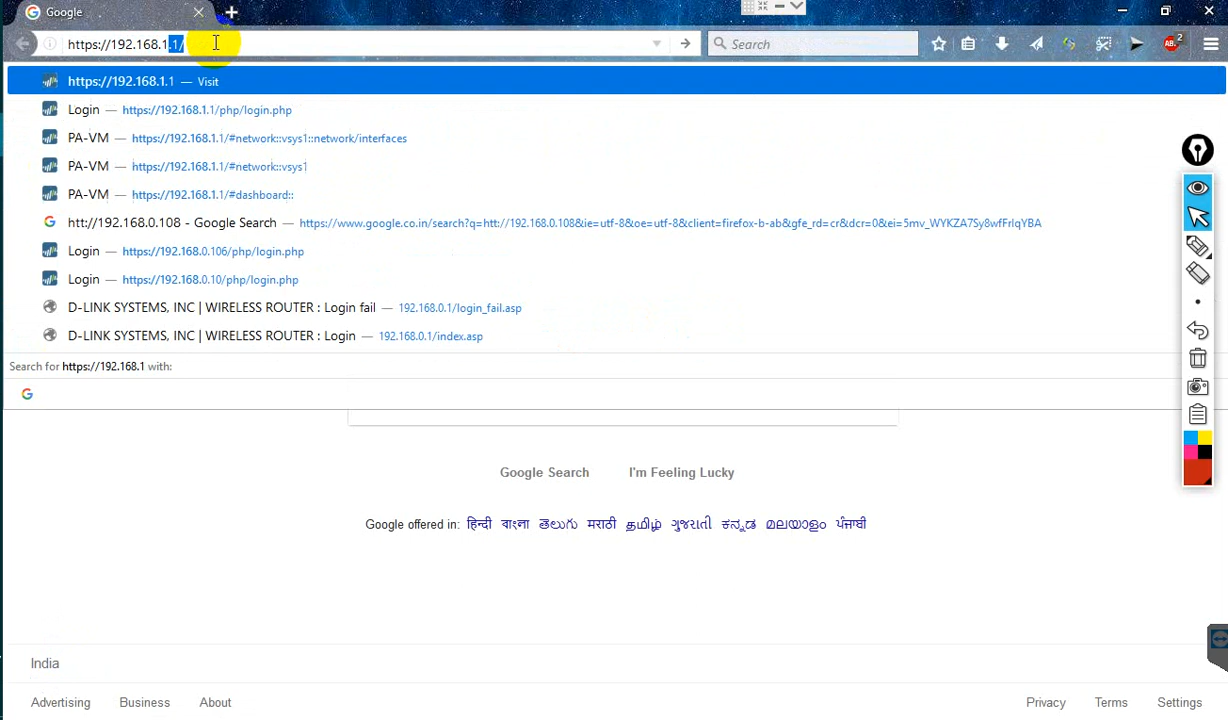 Google
https://192.168.1.1/
Search
2
https://192.168.1.1 — Visit
Login — https://192.168.1.1/php/login.php
PA-VM — https://192.168.1.1/#network::vsys1::network/interfaces
PA-VM — https://192.168.1.1/#network::vsys1
PA-VM — https://192.168.1.1/#dashboard::
htt://192.168.0.108 - Google Search — https://www.google.co.in/search?q=htt://192.168.0.108&ie=utf-8&oe=utf-8&client=firefox-b-ab&gfe_rd=cr&dcr=0&ei=5mv_WYKZA7Sy8wfFrIqYBA
Login — https://192.168.0.106/php/login.php
Login — https://192.168.0.10/php/login.php
D-LINK SYSTEMS, INC | WIRELESS ROUTER : Login fail — 192.168.0.1/login_fail.asp
D-LINK SYSTEMS, INC | WIRELESS ROUTER : Login — 192.168.0.1/index.asp
Search for https://192.168.1 with:
Google Search I'm Feeling Lucky
Google offered in: हिन्दी বাংলা తెలుగు मराठी தமிழ் ગુજરાતી ಕನ್ನಡ മലയാളം ਪੰਜਾਬੀ
India
Advertising Business About Privacy Terms Settings